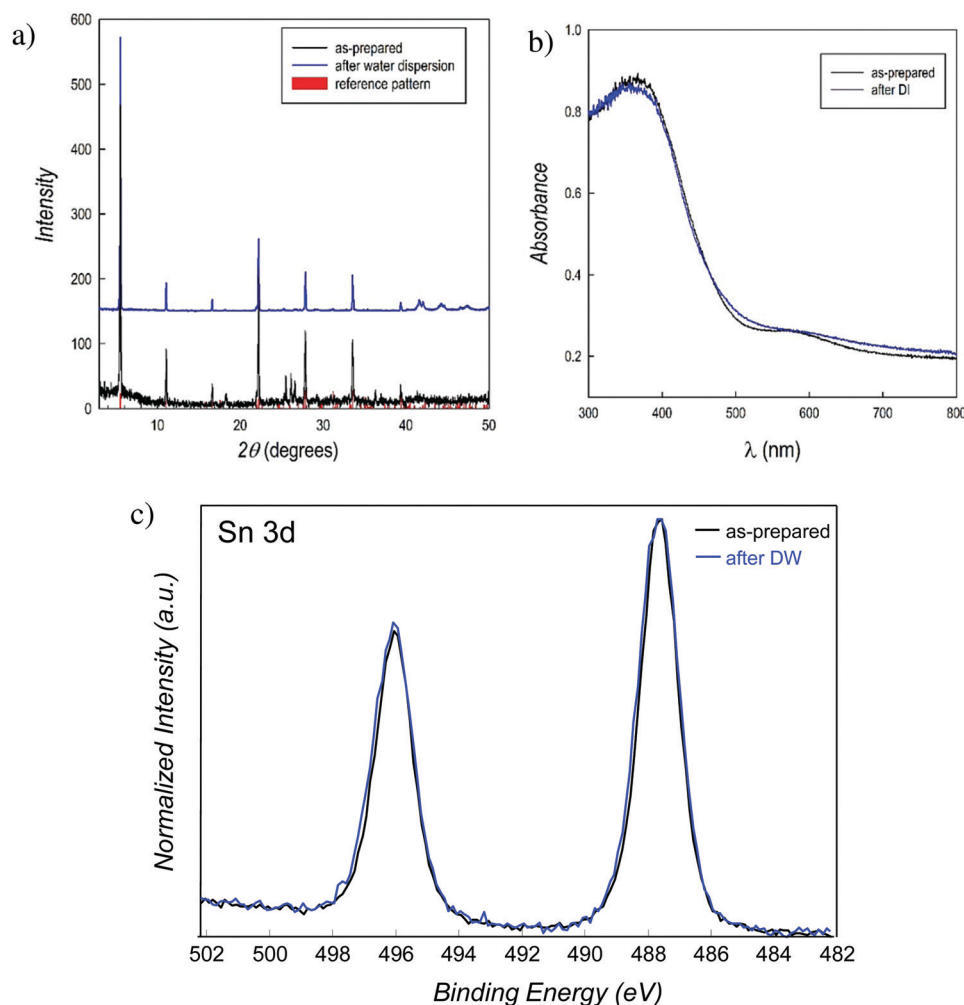 a)
600
500
400
300
200
100
0
Intensity
as-prepared
after water dispersion
reference pattern
10 20 30 40 50
2θ (degrees)
b)
1.0
0.8
0.6
0.4
0.2
Absorbance
as-prepared
after DI
300 400 500 600 700 800
λ (nm)
c)
Sn 3d
as-prepared
after DW
Normalized Intensity (a.u.)
502 500 498 496 494 492 490 488 486 484 482
Binding Energy (eV)